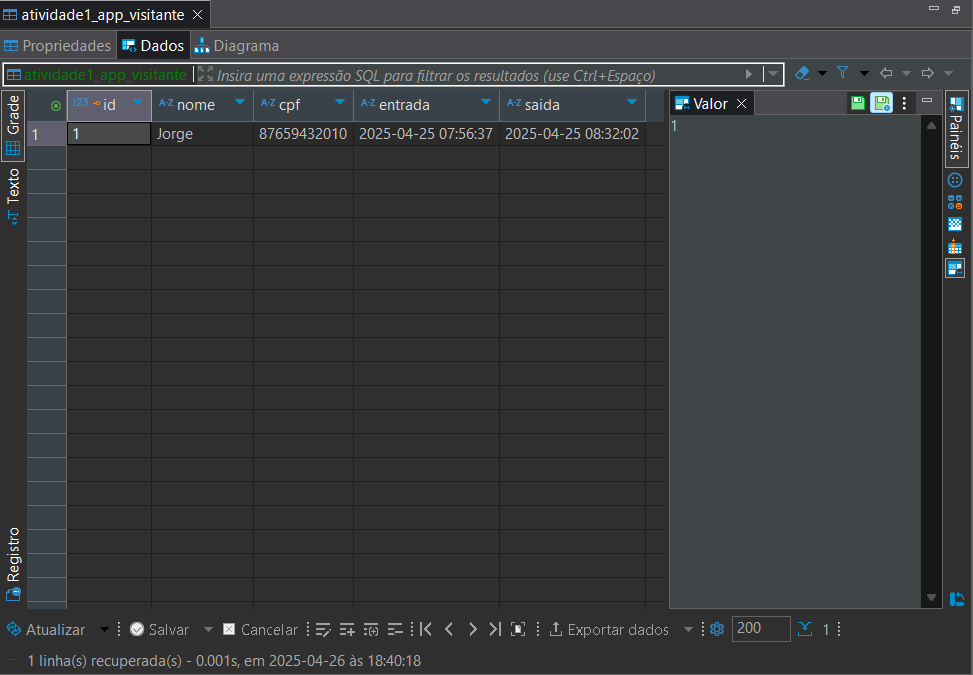 atividade1_app_visitante
Propriedades Dados Diagrama
atividade1_app_visitante Insira uma expressão SQL para filtrar os resultados (use Ctrl+Espaço)
Grade
Texto
Registro
123 id A-Z nome A-Z cpf A-Z entrada A-Z saida
1 1 Jorge 87659432010 2025-04-25 07:56:37 2025-04-25 08:32:02
Valor
1
Painéis
Atualizar Salvar Cancelar Exportar dados 200 1
1 linha(s) recuperada(s) - 0.001s, em 2025-04-26 às 18:40:18